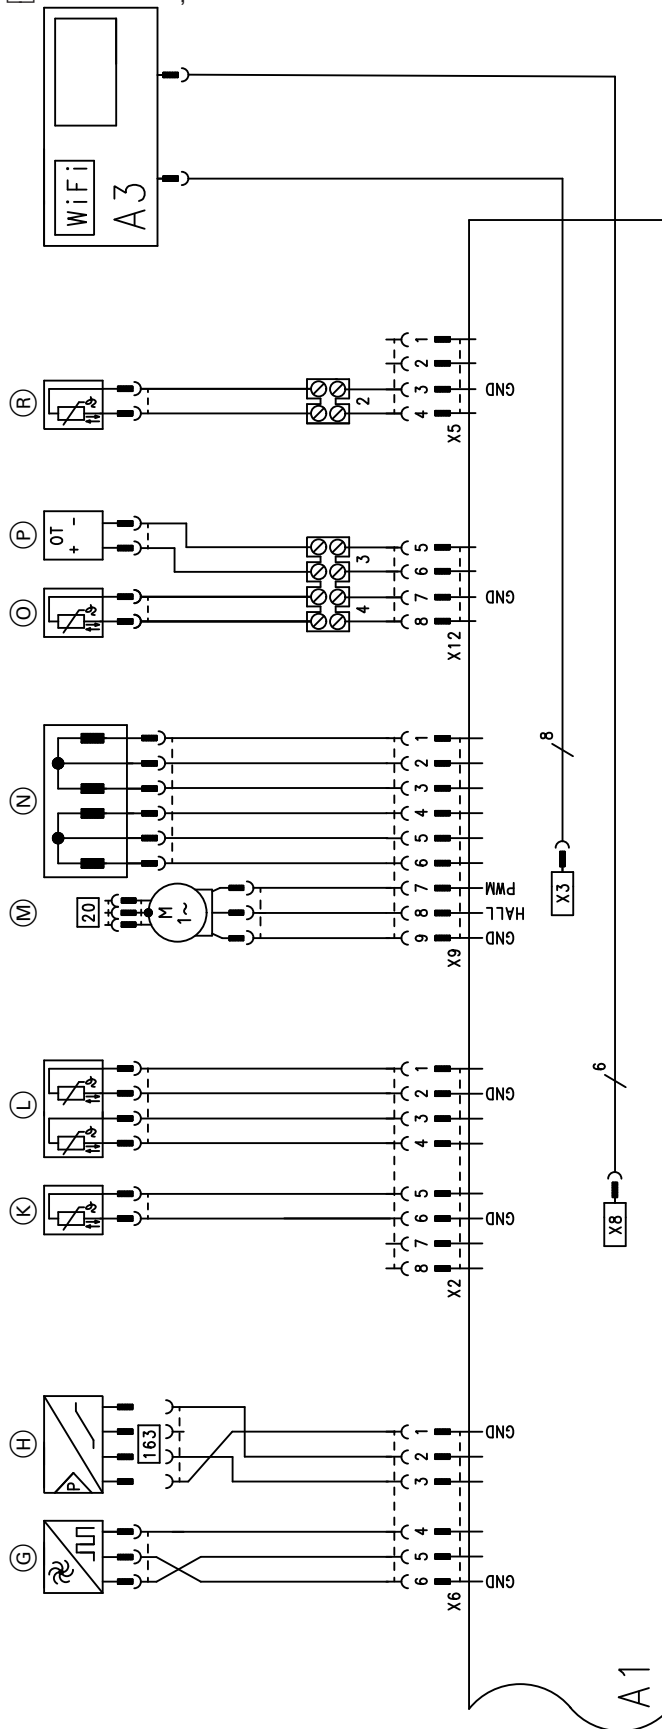 G H K L M N O P R
P
163
20
M
1~
OT
+ -
WiFi
A3
4 3 2
6 5 4 3 2 1
8 7 6 5 4 3 2 1
9 8 7 6 5 4 3 2 1
8 7 6 5
4 3 2 1
X6 X2 X9 X12 X5
GND GND
GND GND
GND HALL PWM
GND
GND
X3 8
X8 6
A1